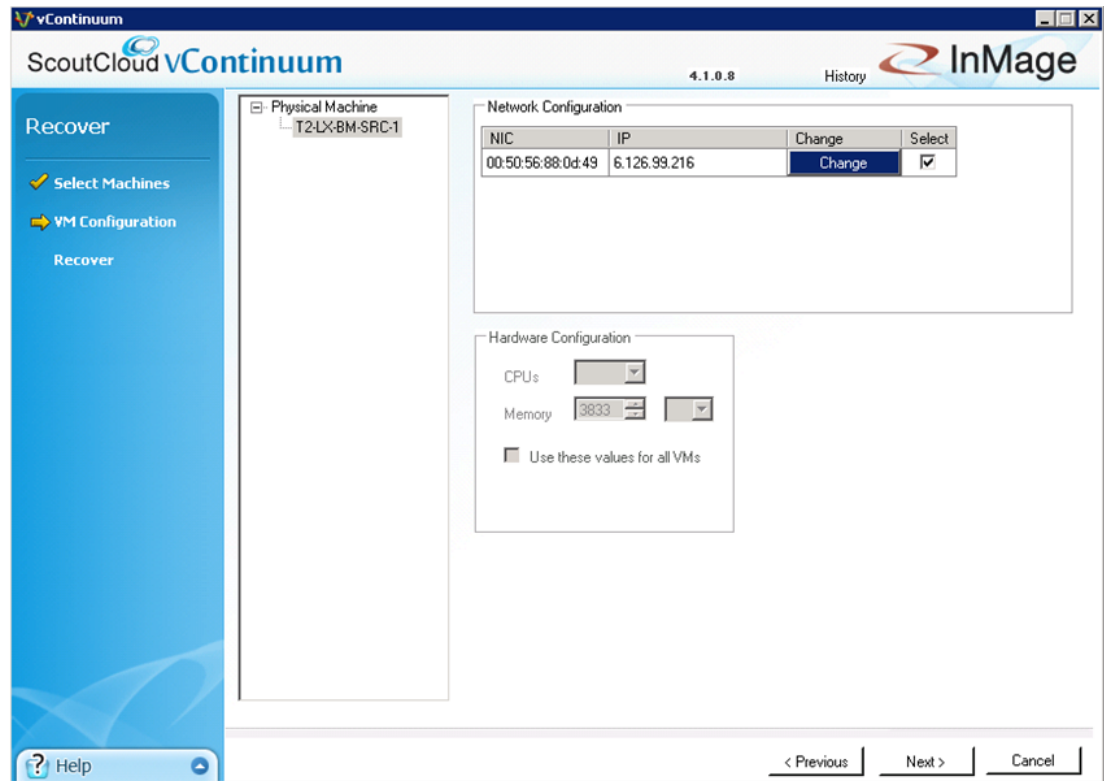 vContinuum
ScoutCloud vContinuum
4.1.0.8
History
InMage
Recover
Select Machines
VM Configuration
Recover
Physical Machine
T2-LX-BM-SRC-1
Network Configuration
NIC IP Change Select
00:50:56:88:0d:49 6.126.99.216 Change
Hardware Configuration
CPUs
Memory 3833
Use these values for all VMs
? Help
< Previous Next > Cancel